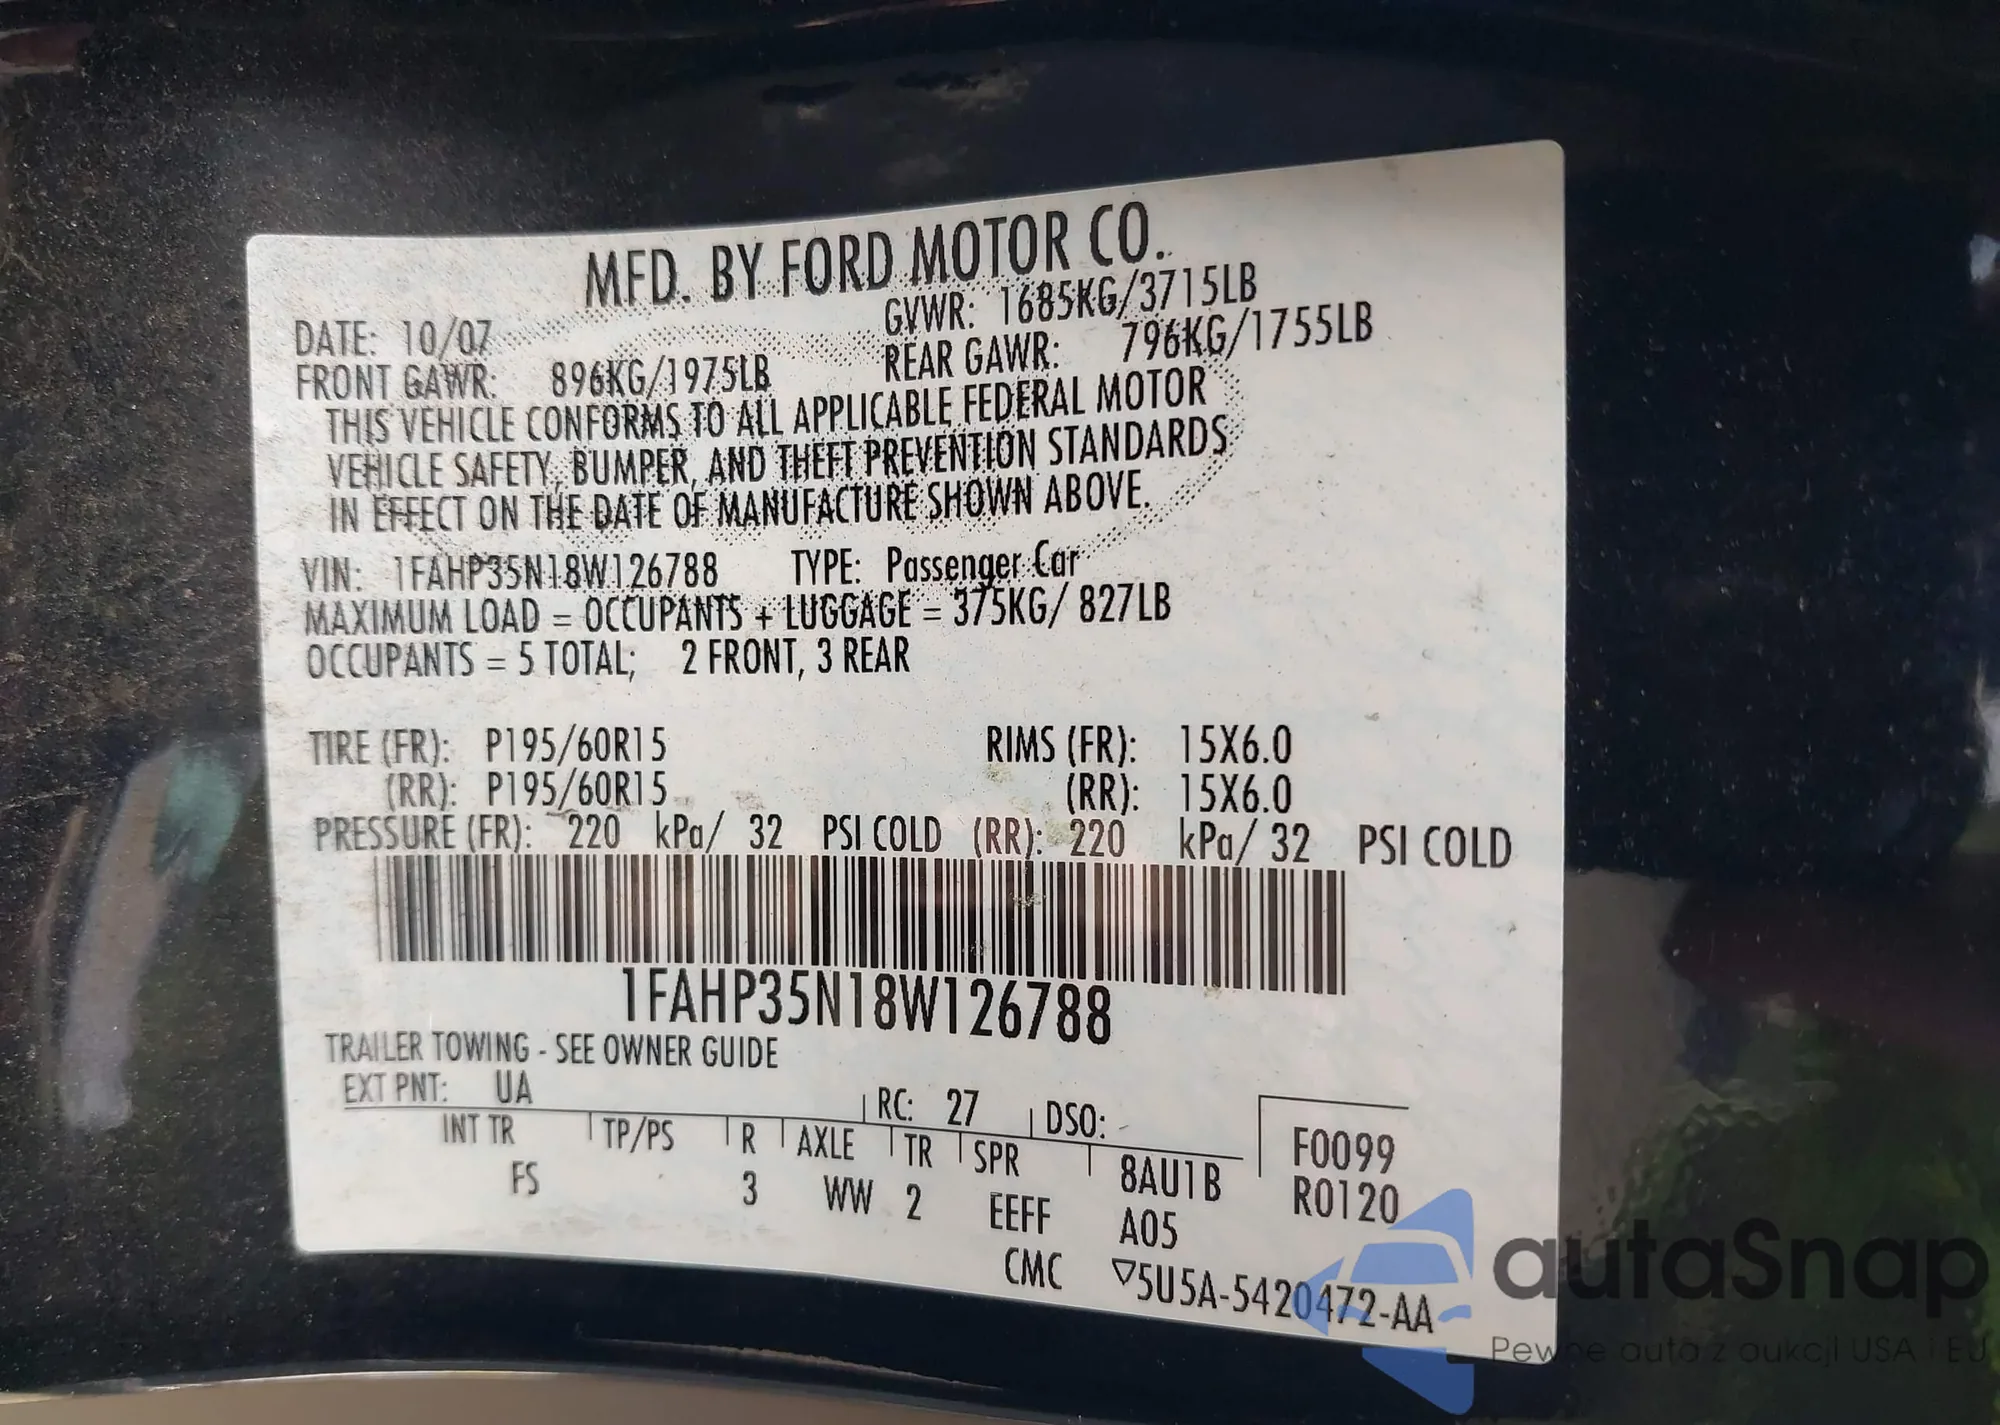 MFD. BY FORD MOTOR CO.
DATE: 10/07 GVWR: 1685KG/3715LB
FRONT GAWR: 896KG/1975LB REAR GAWR: 796KG/1755LB
THIS VEHICLE CONFORMS TO ALL APPLICABLE FEDERAL MOTOR
VEHICLE SAFETY, BUMPER, AND THEFT PREVENTION STANDARDS
IN EFFECT ON THE DATE OF MANUFACTURE SHOWN ABOVE.
VIN: 1FAHP35N18W126788 TYPE: Passenger Car
MAXIMUM LOAD = OCCUPANTS + LUGGAGE = 375KG/ 827LB
OCCUPANTS = 5 TOTAL; 2 FRONT, 3 REAR
TIRE (FR): P195/60R15 RIMS (FR): 15X6.0
(RR): P195/60R15 (RR): 15X6.0
PRESSURE (FR): 220 kPa/ 32 PSI COLD (RR): 220 kPa/ 32 PSI COLD
1FAHP35N18W126788
TRAILER TOWING - SEE OWNER GUIDE
EXT PNT: UA RC: 27 DSO:
INT TR TP/PS R AXLE TR SPR 8AU1B F0099
FS 3 WW 2 EEFF A05 R0120
CMC ▽5U5A-5420472-AA
autaSnap
Pewne auta z aukcji USA i EU